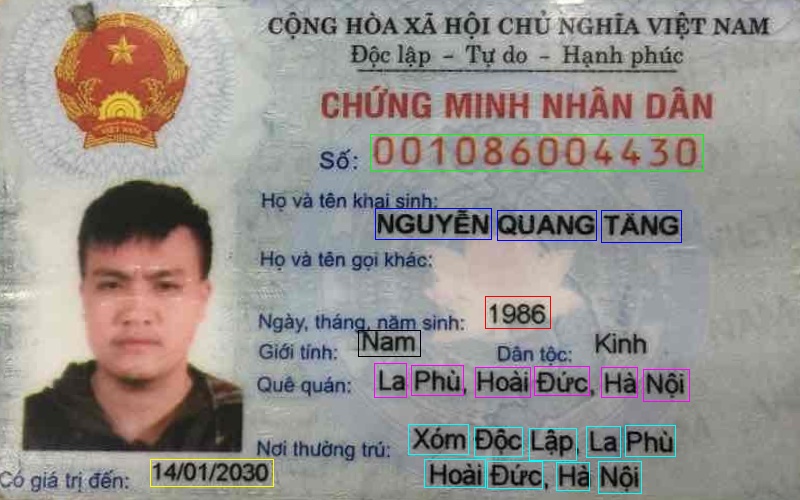 CỘNG HÒA XÃ HỘI CHỦ NGHĨA VIỆT NAM
Độc lập - Tự do - Hạnh phúc
CHỨNG MINH NHÂN DÂN
Số: 001086004430
Họ và tên khai sinh:
NGUYỄN QUANG TĂNG
Họ và tên gọi khác:
Ngày, tháng, năm sinh: 1986
Giới tính: Nam Dân tộc: Kinh
Quê quán: La Phù, Hoài Đức, Hà Nội
Nơi thường trú: Xóm Độc Lập, La Phù
Hoài Đức, Hà Nội
Có giá trị đến: 14/01/2030
VIỆT NAM